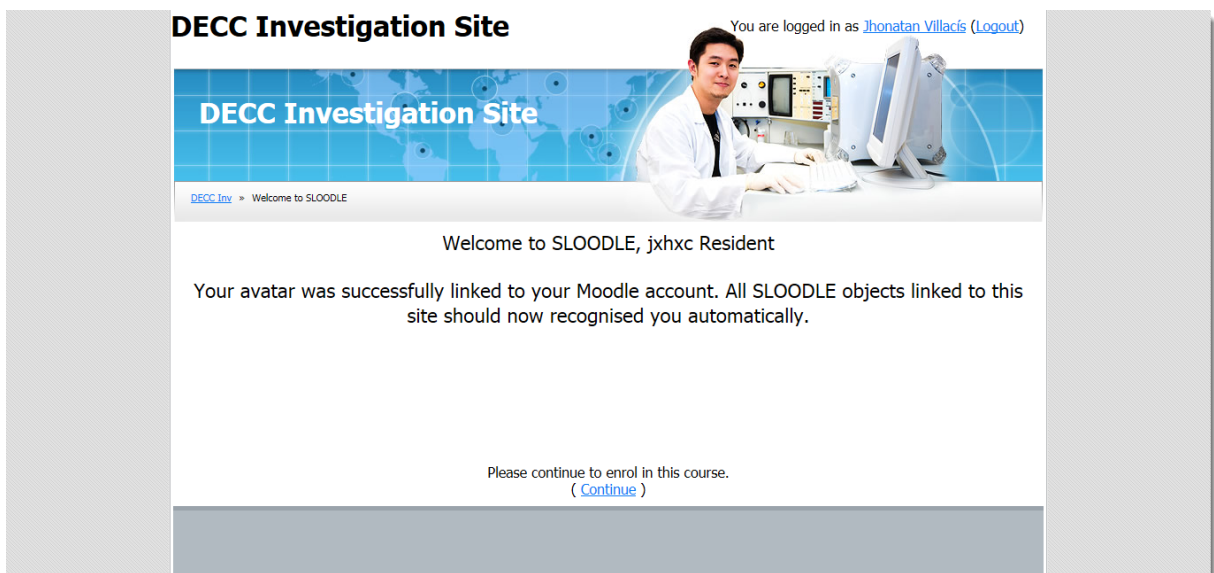 DECC Investigation Site
You are logged in as Jhonatan Villacís (Logout)
DECC Investigation Site
DECC Inv » Welcome to SLOODLE
Welcome to SLOODLE, jxhxc Resident
Your avatar was successfully linked to your Moodle account. All SLOODLE objects linked to this
site should now recognised you automatically.
Please continue to enrol in this course.
( Continue )